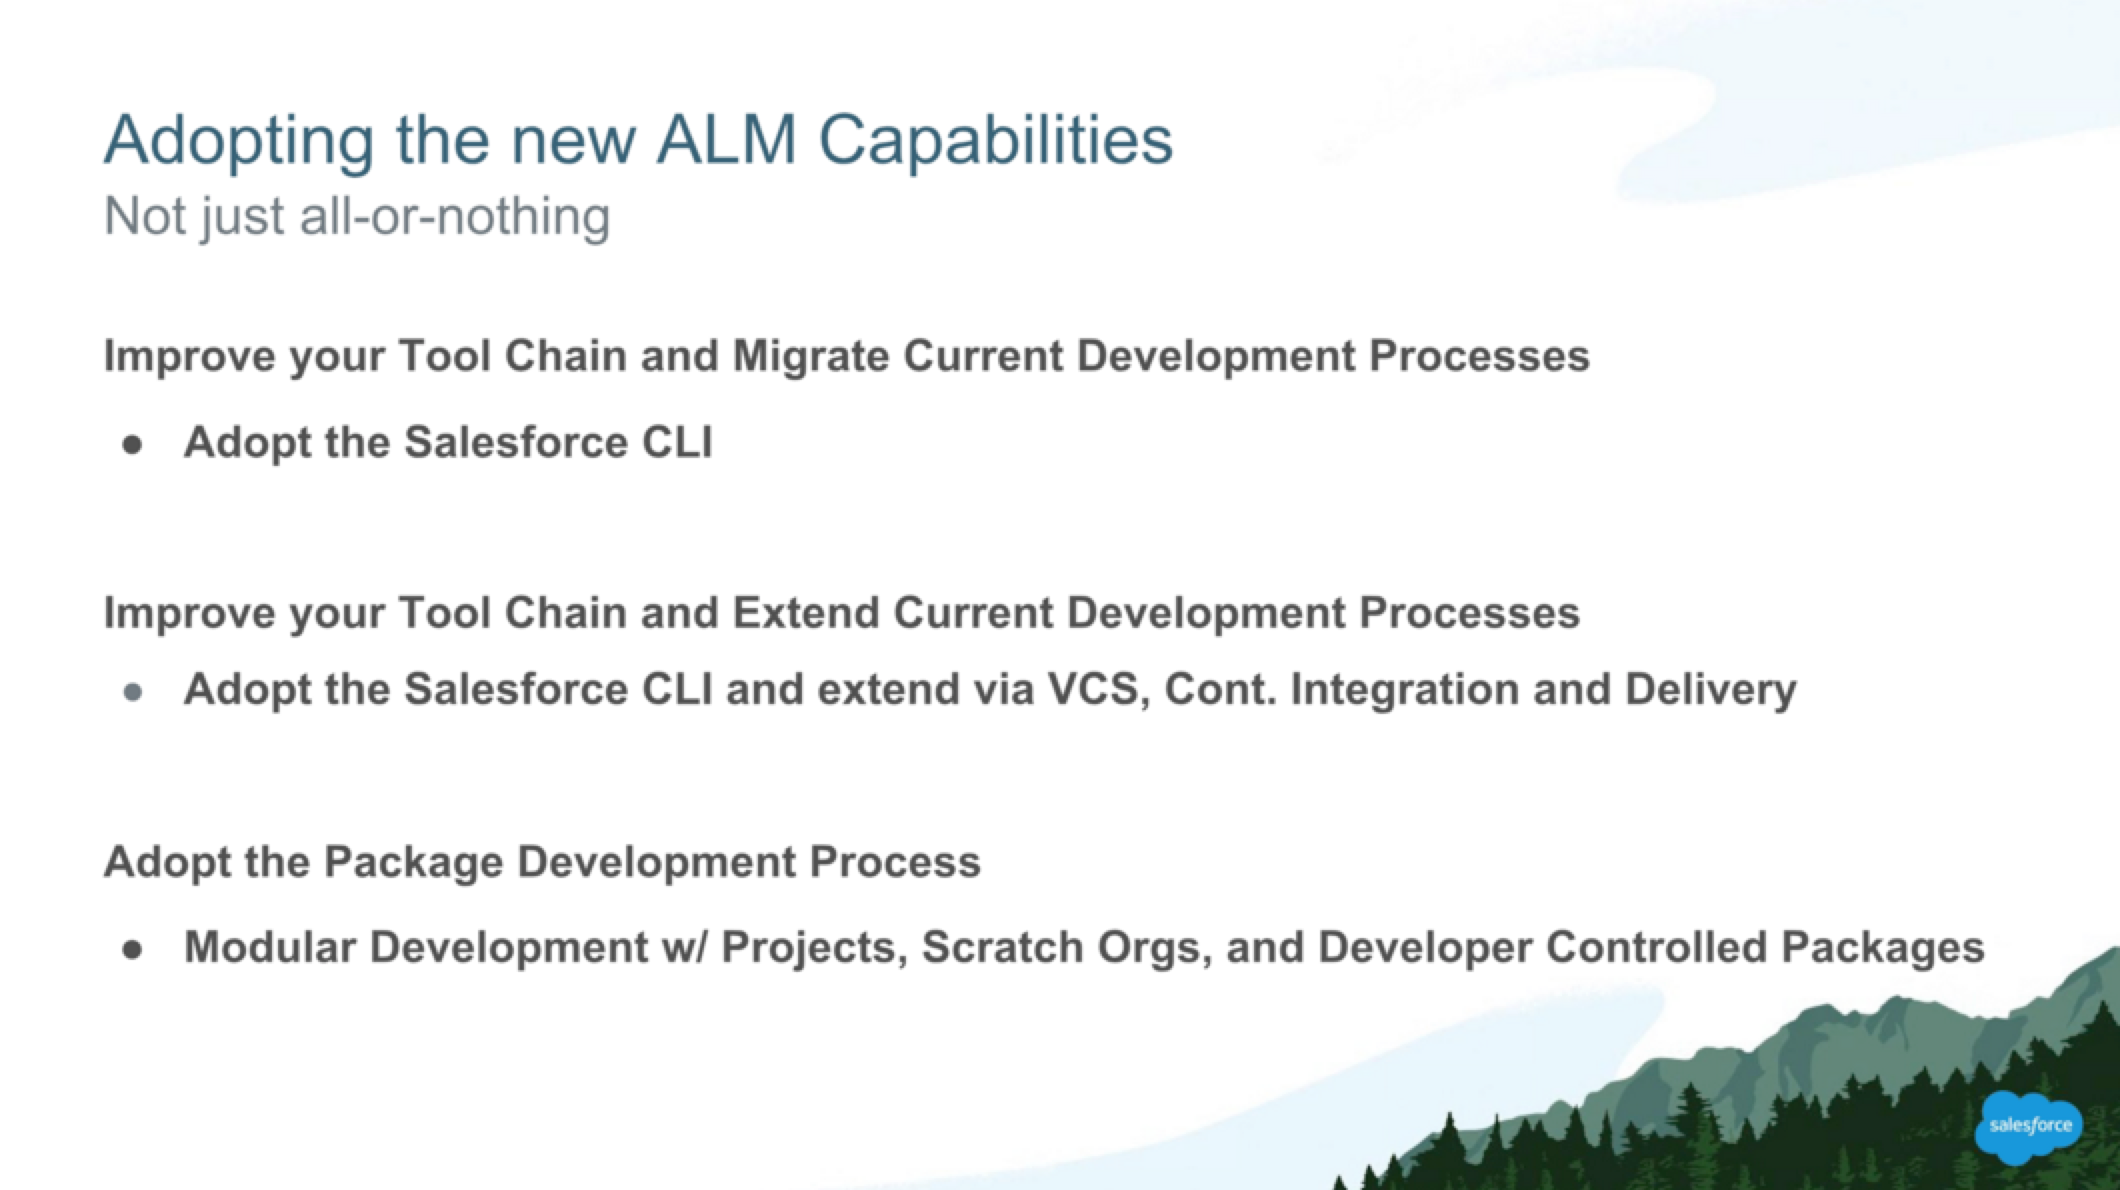 Adopting the new ALM Capabilities
Not just all-or-nothing
Improve your Tool Chain and Migrate Current Development Processes
● Adopt the Salesforce CLI
Improve your Tool Chain and Extend Current Development Processes
● Adopt the Salesforce CLI and extend via VCS, Cont. Integration and Delivery
Adopt the Package Development Process
● Modular Development w/ Projects, Scratch Orgs, and Developer Controlled Packages
salesforce